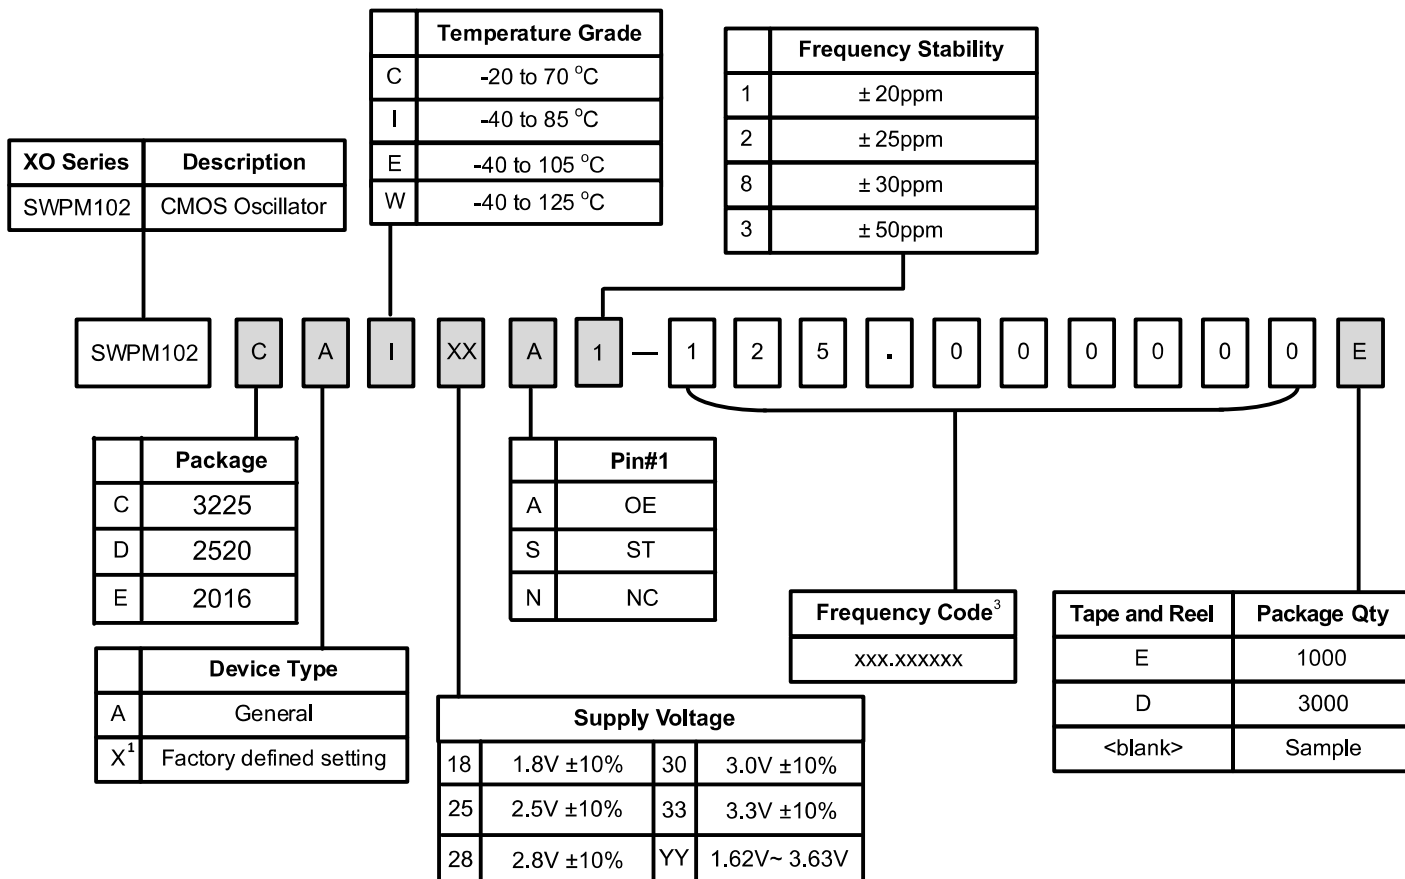 Temperature Grade
C -20 to 70 °C
I -40 to 85 °C
E -40 to 105 °C
W -40 to 125 °C
Frequency Stability
1 ± 20ppm
2 ± 25ppm
8 ± 30ppm
3 ± 50ppm
XO Series Description
SWPM102 CMOS Oscillator
SWPM102 C A I XX A 1 — 1 2 5 . 0 0 0 0 0 0 E
Package
C 3225
D 2520
E 2016
Pin#1
A OE
S ST
N NC
Device Type
A General
X¹ Factory defined setting
Supply Voltage
18 1.8V ±10% 30 3.0V ±10%
25 2.5V ±10% 33 3.3V ±10%
28 2.8V ±10% YY 1.62V~ 3.63V
Frequency Code³
xxx.xxxxxx
Tape and Reel Package Qty
E 1000
D 3000
<blank> Sample